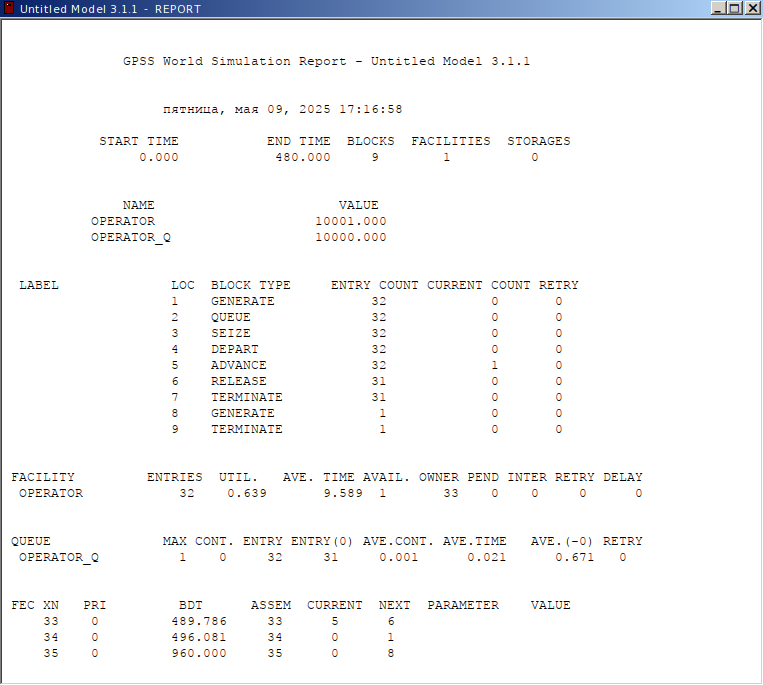 Untitled Model 3.1.1 - REPORT
GPSS World Simulation Report - Untitled Model 3.1.1
пятница, мая 09, 2025 17:16:58
START TIME END TIME BLOCKS FACILITIES STORAGES
0.000 480.000 9 1 0
NAME VALUE
OPERATOR 10001.000
OPERATOR_Q 10000.000
LABEL LOC BLOCK TYPE ENTRY COUNT CURRENT COUNT RETRY
1 GENERATE 32 0 0
2 QUEUE 32 0 0
3 SEIZE 32 0 0
4 DEPART 32 0 0
5 ADVANCE 32 1 0
6 RELEASE 31 0 0
7 TERMINATE 31 0 0
8 GENERATE 1 0 0
9 TERMINATE 1 0 0
FACILITY ENTRIES UTIL. AVE. TIME AVAIL. OWNER PEND INTER RETRY DELAY
OPERATOR 32 0.639 9.589 1 33 0 0 0 0
QUEUE MAX CONT. ENTRY ENTRY(0) AVE.CONT. AVE.TIME AVE.(-0) RETRY
OPERATOR_Q 1 0 32 31 0.001 0.021 0.671 0
FEC XN PRI BDT ASSEM CURRENT NEXT PARAMETER VALUE
33 0 489.786 33 5 6
34 0 496.081 34 0 1
35 0 960.000 35 0 8